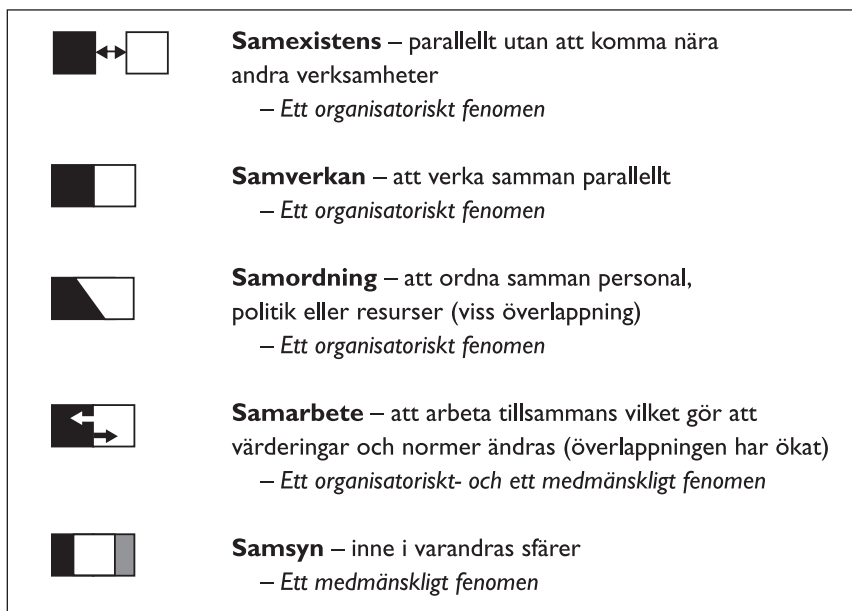 Samexistens – parallellt utan att komma nära
andra verksamheter
– Ett organisatoriskt fenomen
Samverkan – att verka samman parallellt
– Ett organisatoriskt fenomen
Samordning – att ordna samman personal,
politik eller resurser (viss överlappning)
– Ett organisatoriskt fenomen
Samarbete – att arbeta tillsammans vilket gör att
värderingar och normer ändras (överlappningen har ökat)
– Ett organisatoriskt- och ett medmänskligt fenomen
Samsyn – inne i varandras sfärer
– Ett medmänskligt fenomen